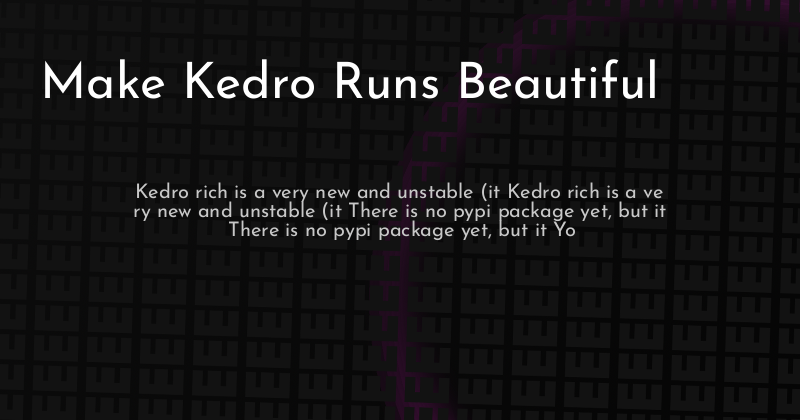 Make Kedro Runs Beautiful
Kedro rich is a very new and unstable (it Kedro rich is a ve
ry new and unstable (it There is no pypi package yet, but it
There is no pypi package yet, but it Yo